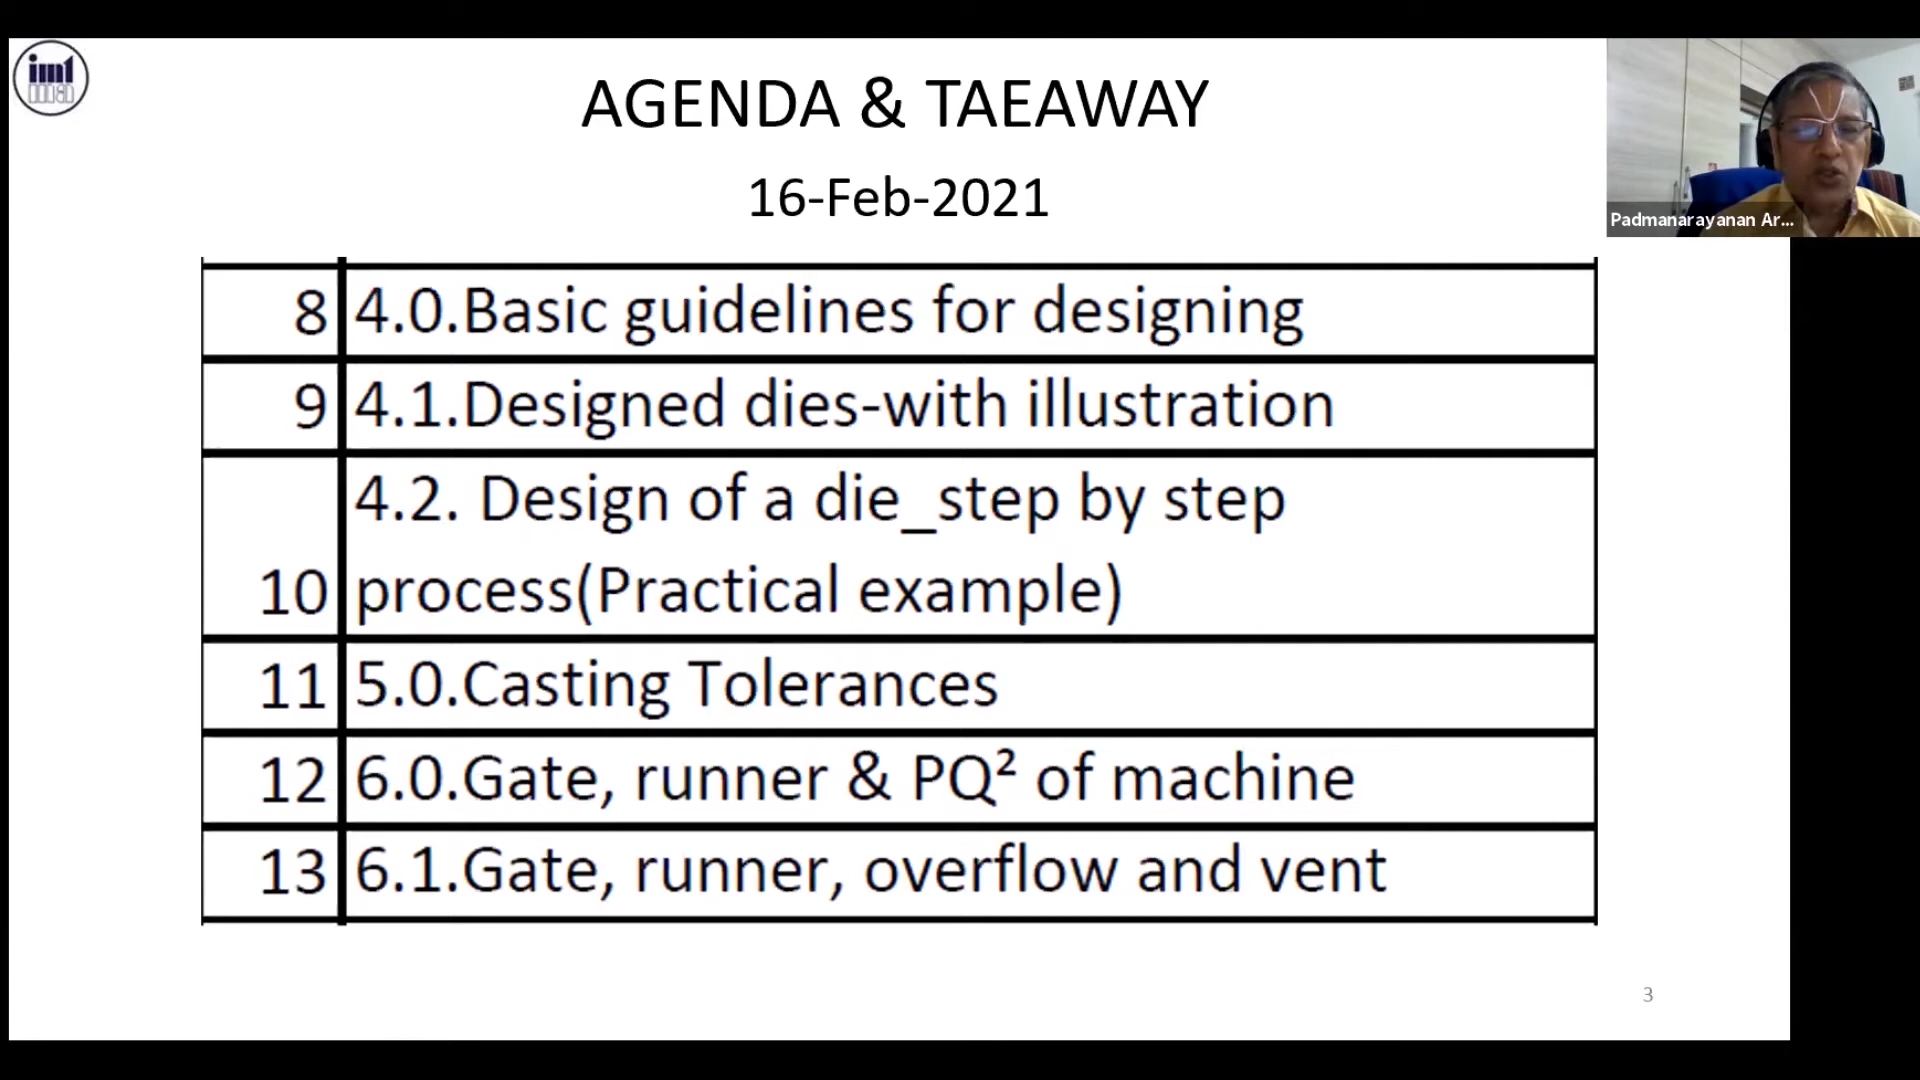 im1
AGENDA & TAEAWAY
16-Feb-2021
Padmanarayanan Ar...
8 4.0.Basic guidelines for designing
9 4.1.Designed dies-with illustration
4.2. Design of a die_step by step
10 process(Practical example)
11 5.0.Casting Tolerances
12 6.0.Gate, runner & PQ² of machine
13 6.1.Gate, runner, overflow and vent
3